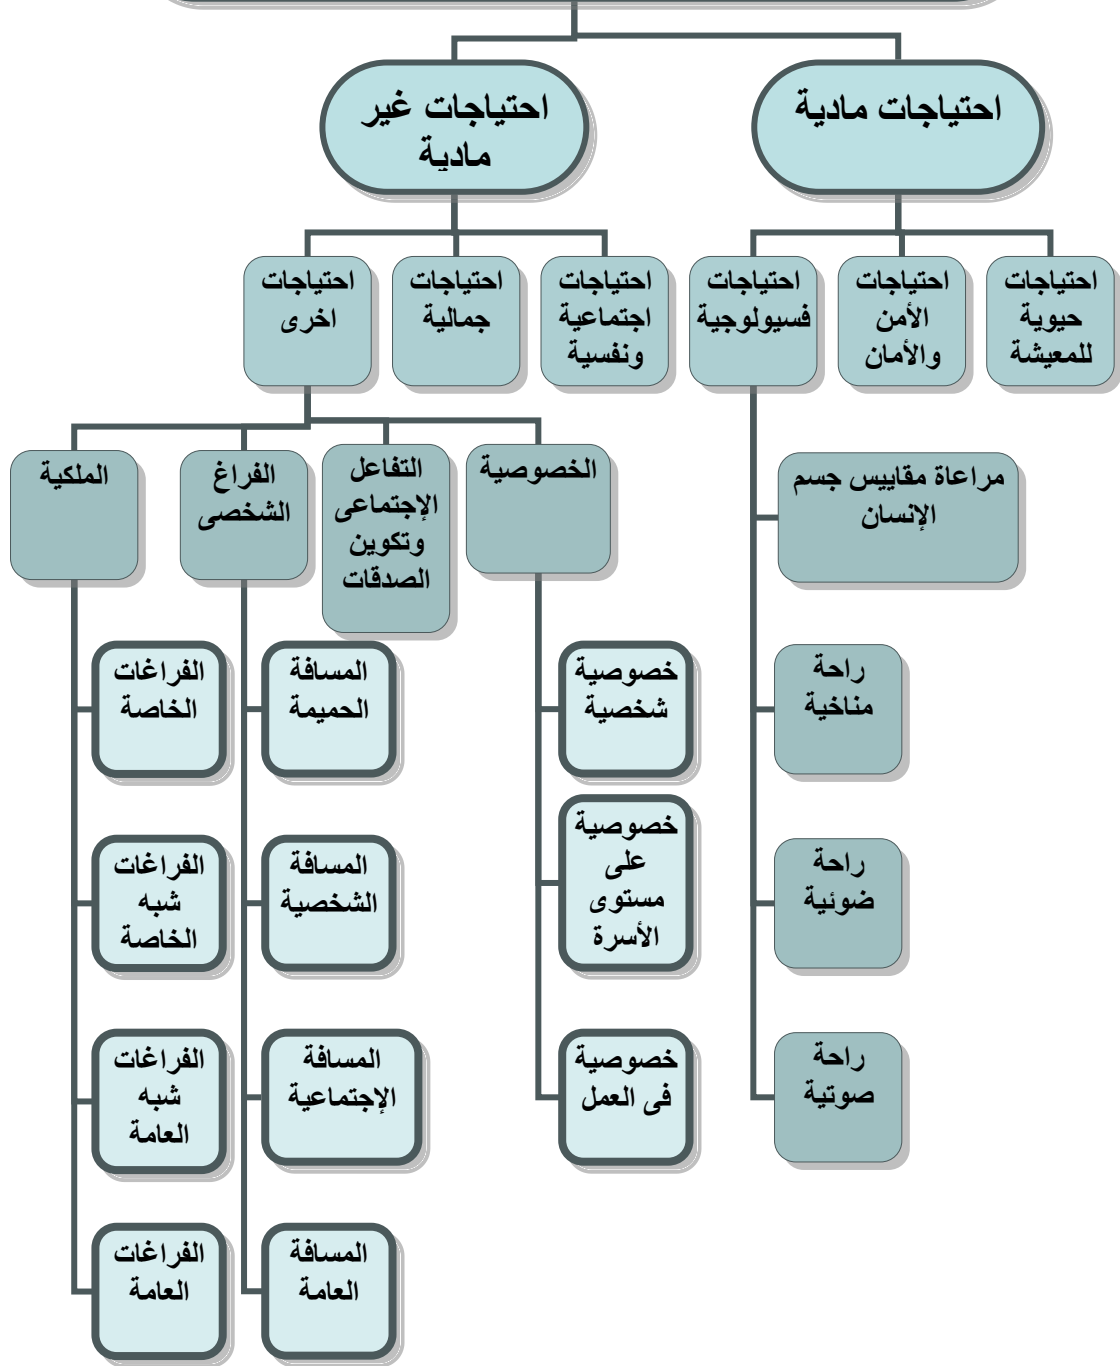 احتياجات مادية
احتياجات غير
مادية
احتياجات
حيوية
للمعيشة
احتياجات
الأمن
والأمان
احتياجات
فسيولوجية
احتياجات
اجتماعية
ونفسية
احتياجات
جمالية
احتياجات
اخرى
مراعاة مقاييس جسم
الإنسان
راحة
مناخية
راحة
ضوئية
راحة
صوتية
الخصوصية
خصوصية
شخصية
خصوصية
على
مستوى
الأسرة
خصوصية
فى العمل
التفاعل
الإجتماعى
وتكوين
الصدقات
الفراغ
الشخصى
المسافة
الحميمة
المسافة
الشخصية
المسافة
الإجتماعية
المسافة
العامة
الملكية
الفراغات
الخاصة
الفراغات
شبه
الخاصة
الفراغات
شبه
العامة
الفراغات
العامة